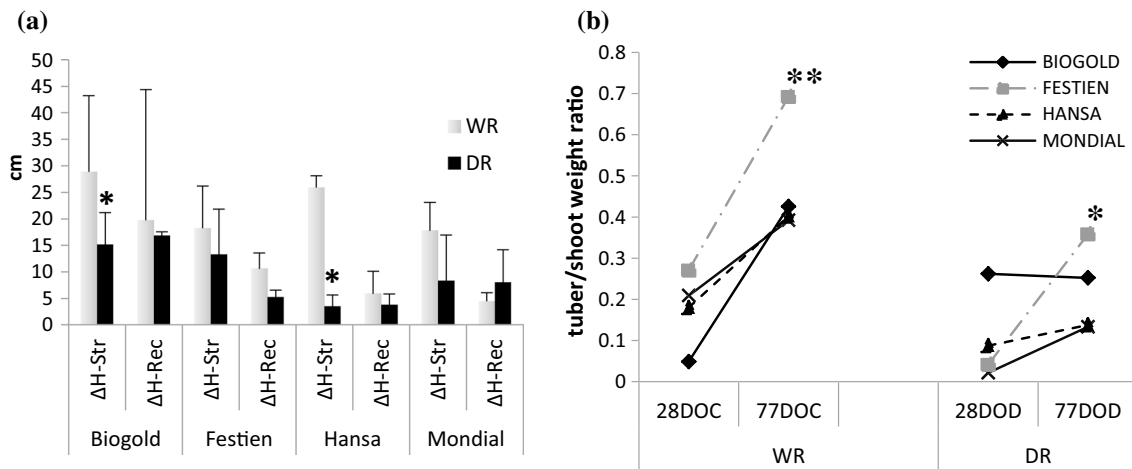 (a)
50
45
40
35
30
25
20
15
10
5
0
cm
WR
DR
*
*
ΔH-Str
ΔH-Rec
ΔH-Str
ΔH-Rec
ΔH-Str
ΔH-Rec
ΔH-Str
ΔH-Rec
Biogold
Festien
Hansa
Mondial
(b)
0.8
0.7
0.6
0.5
0.4
0.3
0.2
0.1
0
tuber/shoot weight ratio
**
*
BIOGOLD
FESTIEN
HANSA
MONDIAL
28DOC
77DOC
28DOD
77DOD
WR
DR